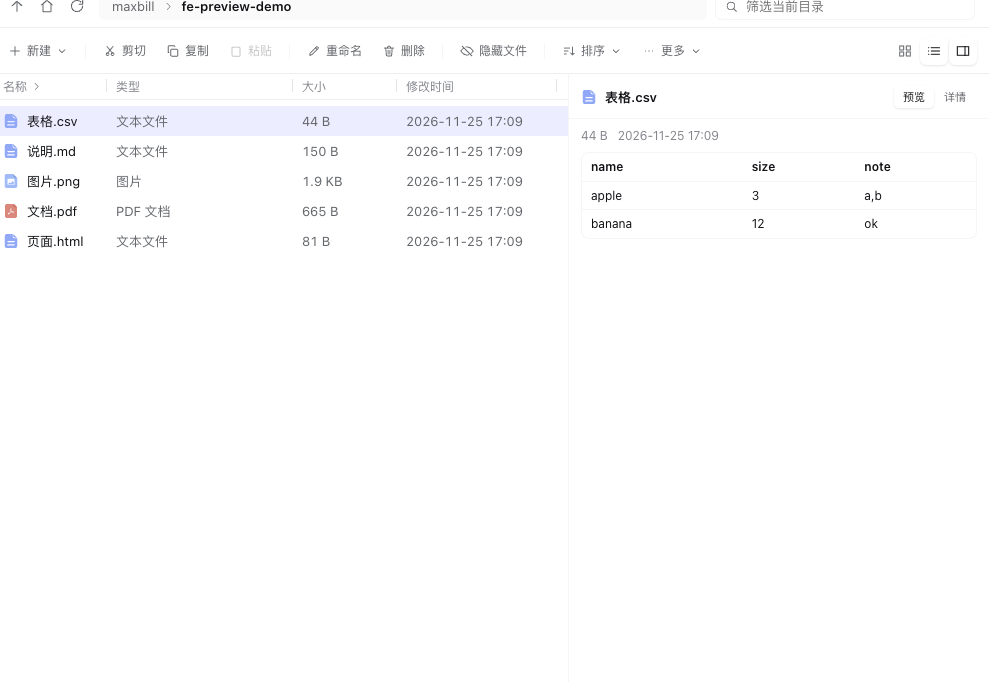 maxbill > fe-preview-demo
筛选当前目录
新建 剪切 复制 粘贴 重命名 删除 隐藏文件 排序 更多
名称 类型 大小 修改时间
表格.csv 文本文件 44 B 2026-11-25 17:09
说明.md 文本文件 150 B 2026-11-25 17:09
图片.png 图片 1.9 KB 2026-11-25 17:09
文档.pdf PDF 文档 665 B 2026-11-25 17:09
页面.html 文本文件 81 B 2026-11-25 17:09
表格.csv 预览 详情
44 B 2026-11-25 17:09
name size note
apple 3 a,b
banana 12 ok